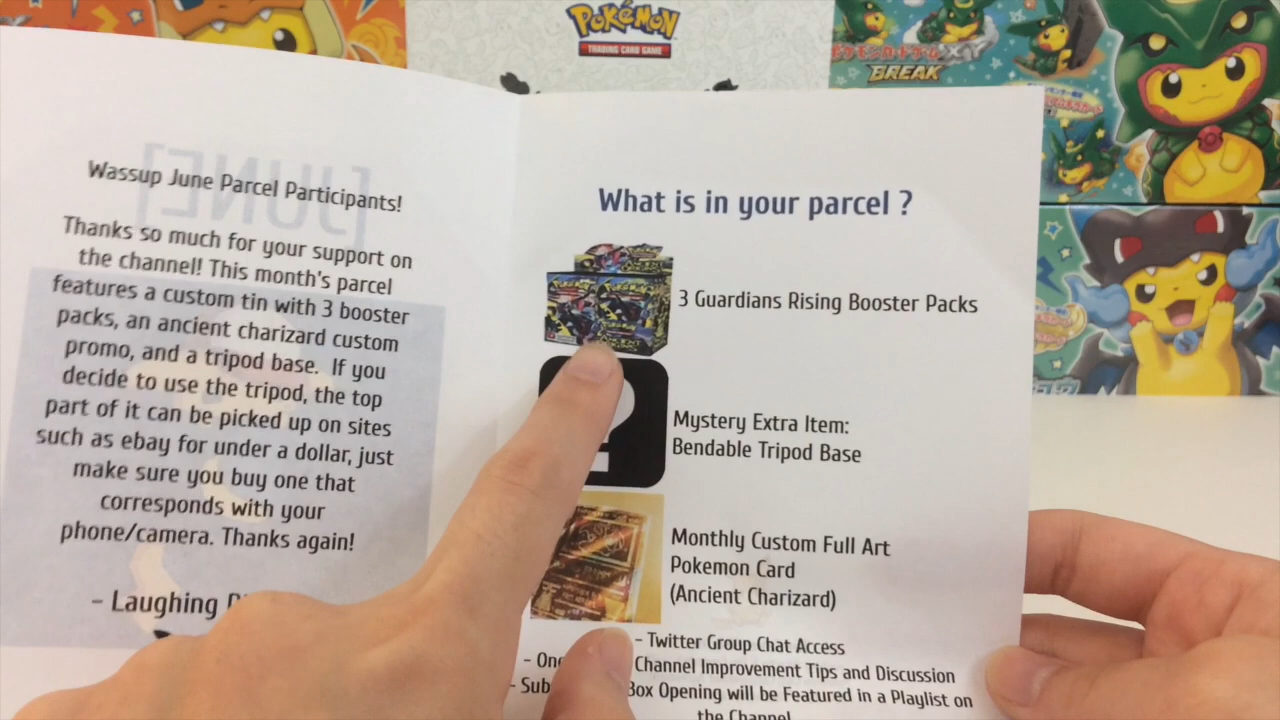 POKéMON
TRADING CARD GAME
BREAK
Wassup June Parcel Participants!
Thanks so much for your support on
the channel! This month's parcel
features a custom tin with 3 booster
packs, an ancient charizard custom
promo, and a tripod base. If you
decide to use the tripod, the top
part of it can be picked up on sites
such as ebay for under a dollar, just
make sure you buy one that
corresponds with your
phone/camera. Thanks again!
- Laughing
[JUNE]
What is in your parcel ?
3 Guardians Rising Booster Packs
Mystery Extra Item:
Bendable Tripod Base
Monthly Custom Full Art
Pokemon Card
(Ancient Charizard)
- Twitter Group Chat Access
Channel Improvement Tips and Discussion
Box Opening will be Featured in a Playlist on
the Channel